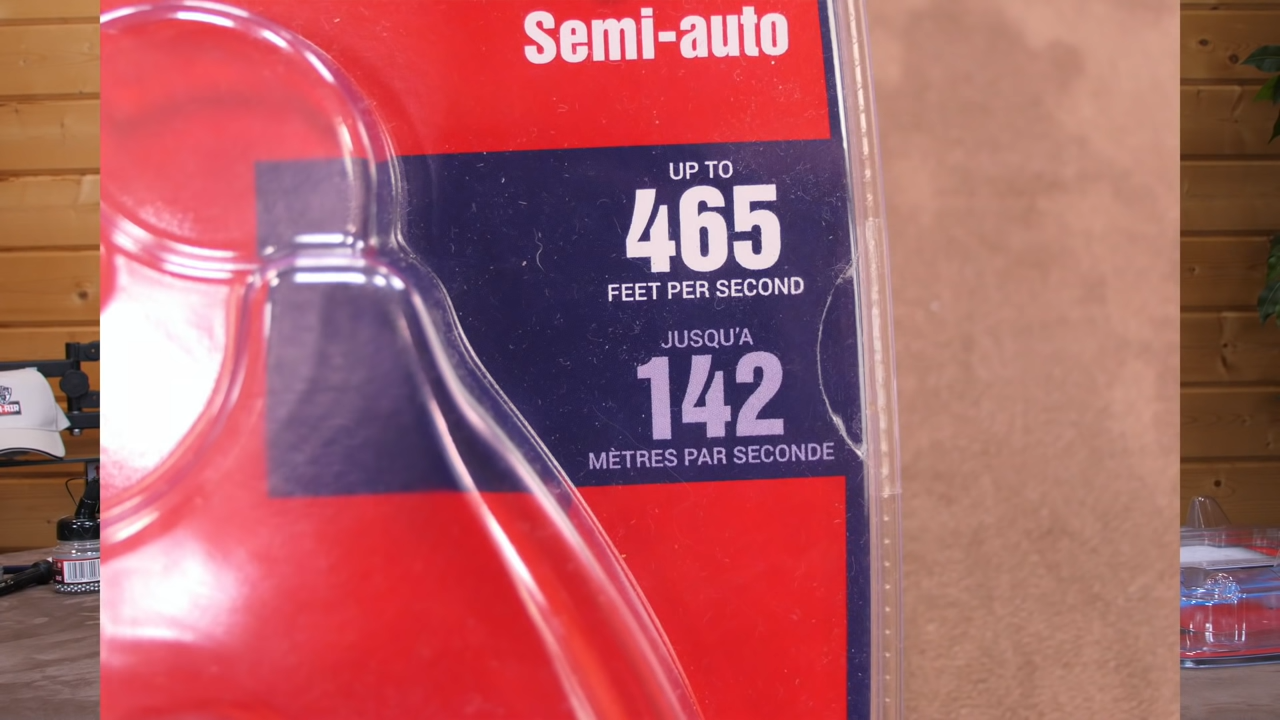 Semi-auto
UP TO
465
FEET PER SECOND
JUSQU'A
142
MÈTRES PAR SECONDE